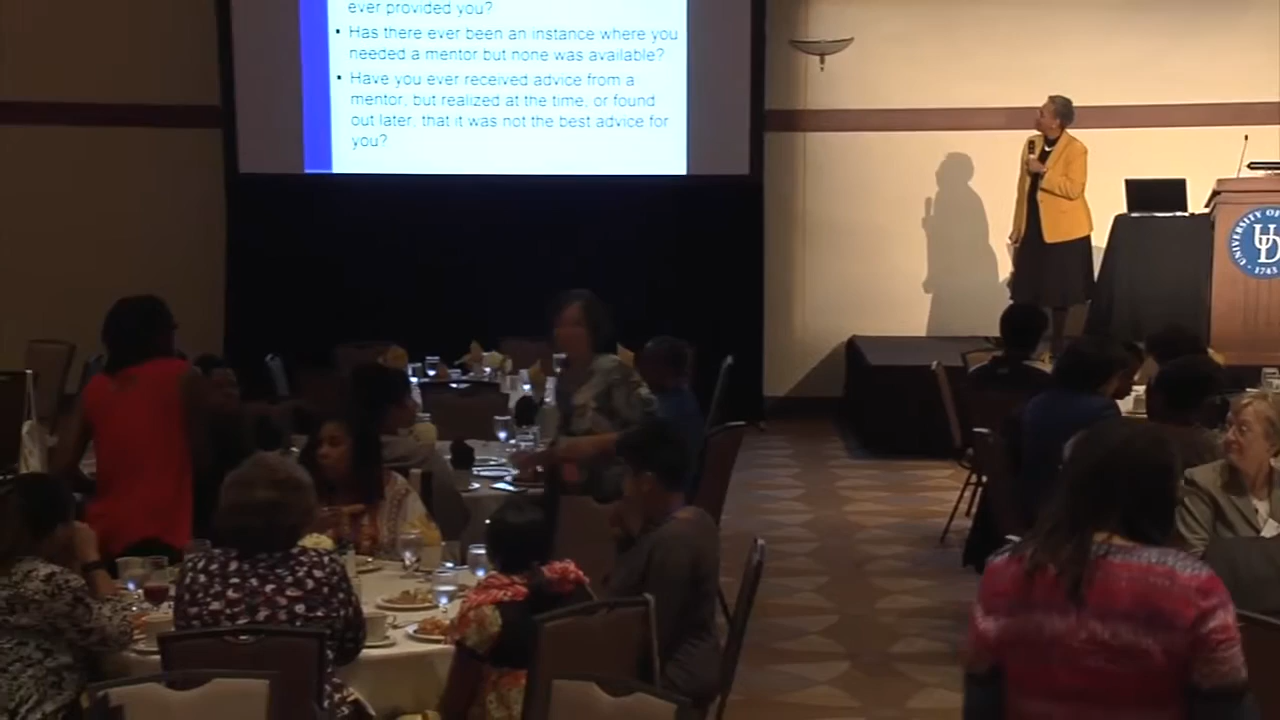 ever provided you?
• Has there ever been an instance where you
needed a mentor but none was available?
• Have you ever received advice from a
mentor, but realized at the time, or found
out later, that it was not the best advice for
you?
UNIVERSITY OF
UD
1743